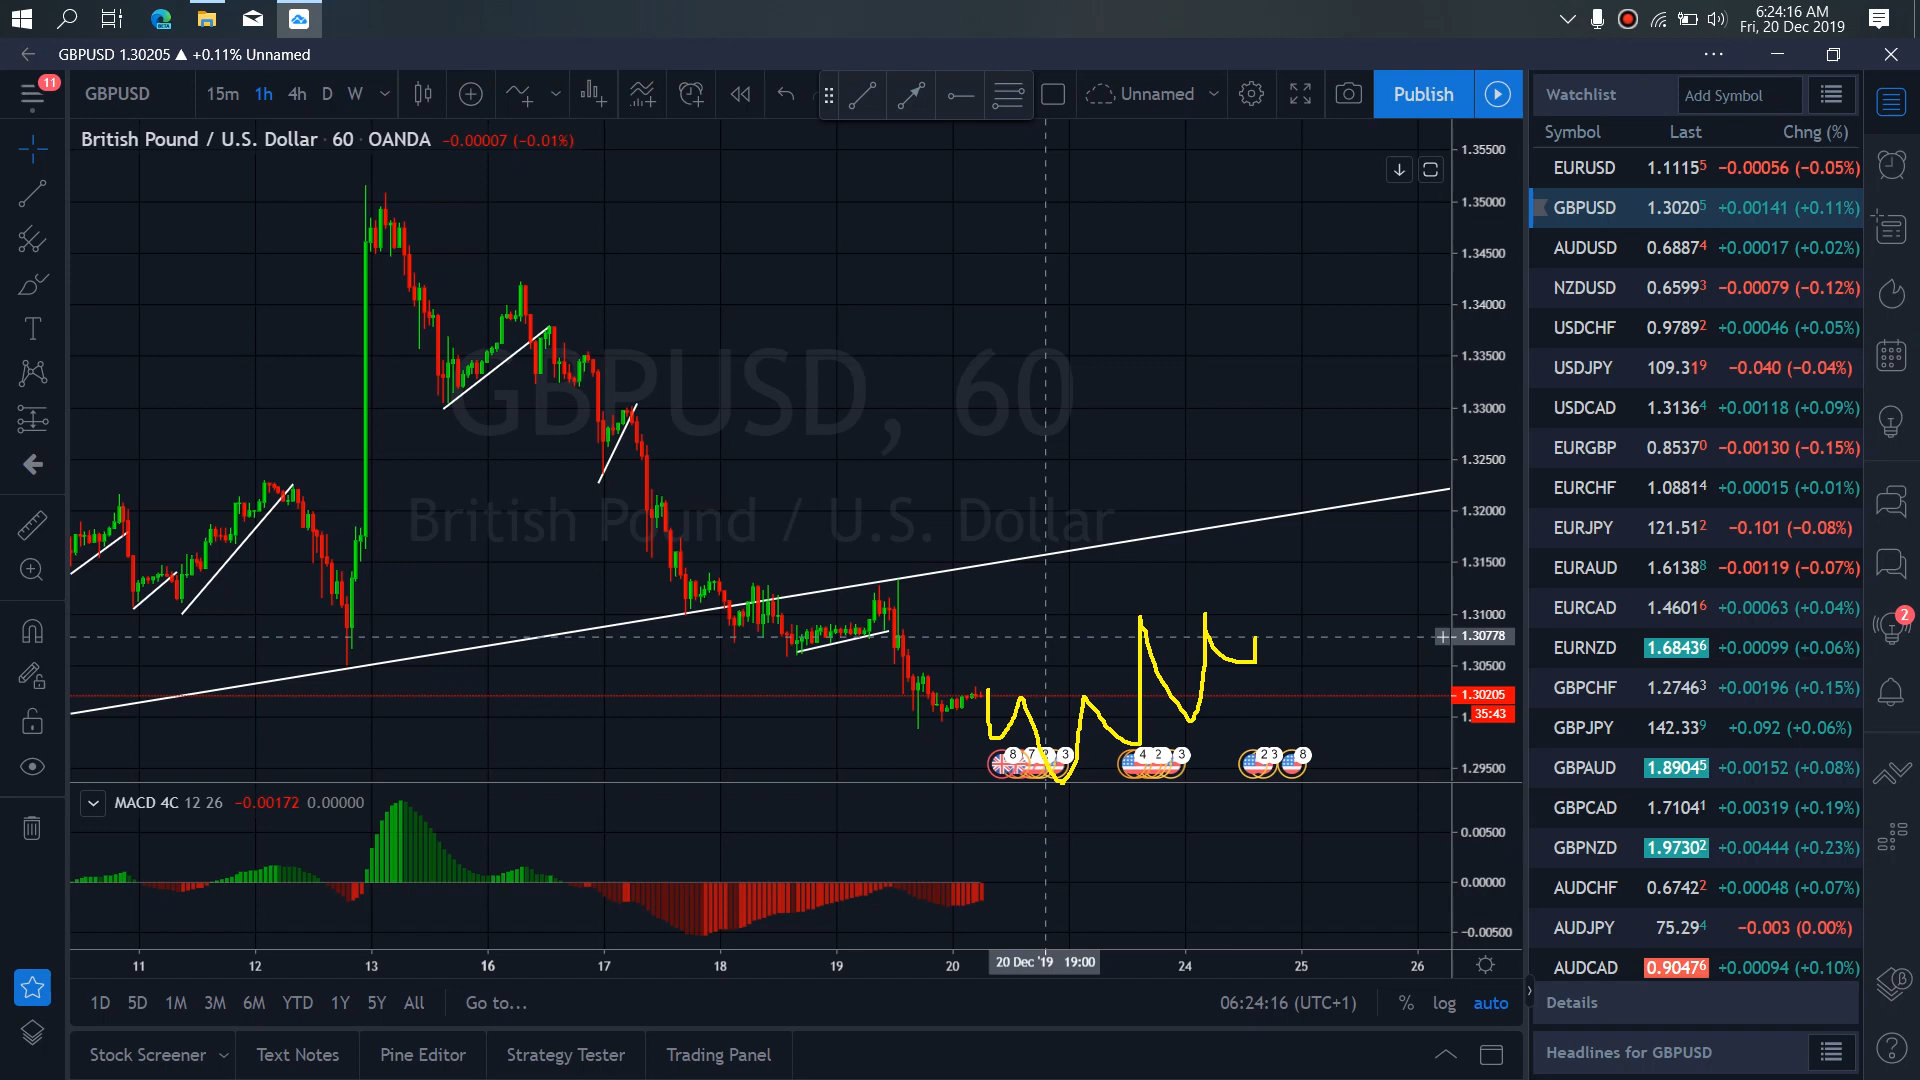 6:24:16 AM
Fri, 20 Dec 2019
GBPUSD 1.30205 ▲ +0.11% Unnamed
11
GBPUSD 15m 1h 4h D W Unnamed Publish
British Pound / U.S. Dollar · 60 · OANDA −0.00007 (−0.01%)
GBPUSD, 60
British Pound / U.S. Dollar
1.35500
1.35000
1.34500
1.34000
1.33500
1.33000
1.32500
1.32000
1.31500
1.31000
1.30778
1.30500
1.30205
35:43
1.29500
8 7 2 3 4 2 3 2 3 8
MACD 4C 12 26 −0.00172 0.00000
0.00500
0.00000
−0.00500
11 12 13 16 17 18 19 20 20 Dec '19 19:00 24 25 26
1D 5D 1M 3M 6M YTD 1Y 5Y All Go to... 06:24:16 (UTC+1) % log auto
Stock Screener Text Notes Pine Editor Strategy Tester Trading Panel
Watchlist Add Symbol
Symbol Last Chng (%)
EURUSD 1.11155 −0.00056 (−0.05%)
GBPUSD 1.30205 +0.00141 (+0.11%)
AUDUSD 0.68874 +0.00017 (+0.02%)
NZDUSD 0.65993 −0.00079 (−0.12%)
USDCHF 0.97892 +0.00046 (+0.05%)
USDJPY 109.319 −0.040 (−0.04%)
USDCAD 1.31364 +0.00118 (+0.09%)
EURGBP 0.85370 −0.00130 (−0.15%)
EURCHF 1.08814 +0.00015 (+0.01%)
EURJPY 121.512 −0.101 (−0.08%)
EURAUD 1.61388 −0.00119 (−0.07%)
EURCAD 1.46016 +0.00063 (+0.04%)
EURNZD 1.68436 +0.00099 (+0.06%)
GBPCHF 1.27463 +0.00196 (+0.15%)
GBPJPY 142.339 +0.092 (+0.06%)
GBPAUD 1.89045 +0.00152 (+0.08%)
GBPCAD 1.71041 +0.00319 (+0.19%)
GBPNZD 1.97302 +0.00444 (+0.23%)
AUDCHF 0.67422 +0.00048 (+0.07%)
AUDJPY 75.294 −0.003 (0.00%)
AUDCAD 0.90476 +0.00094 (+0.10%)
Details
Headlines for GBPUSD
2